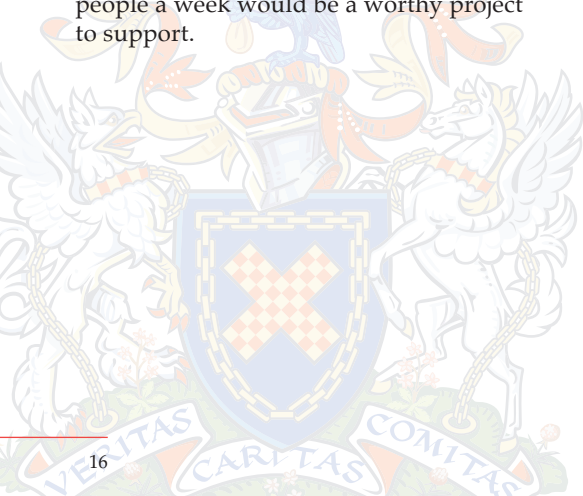 people a week would be a worthy project
to support.
VERITAS CARITAS COMITAS
16